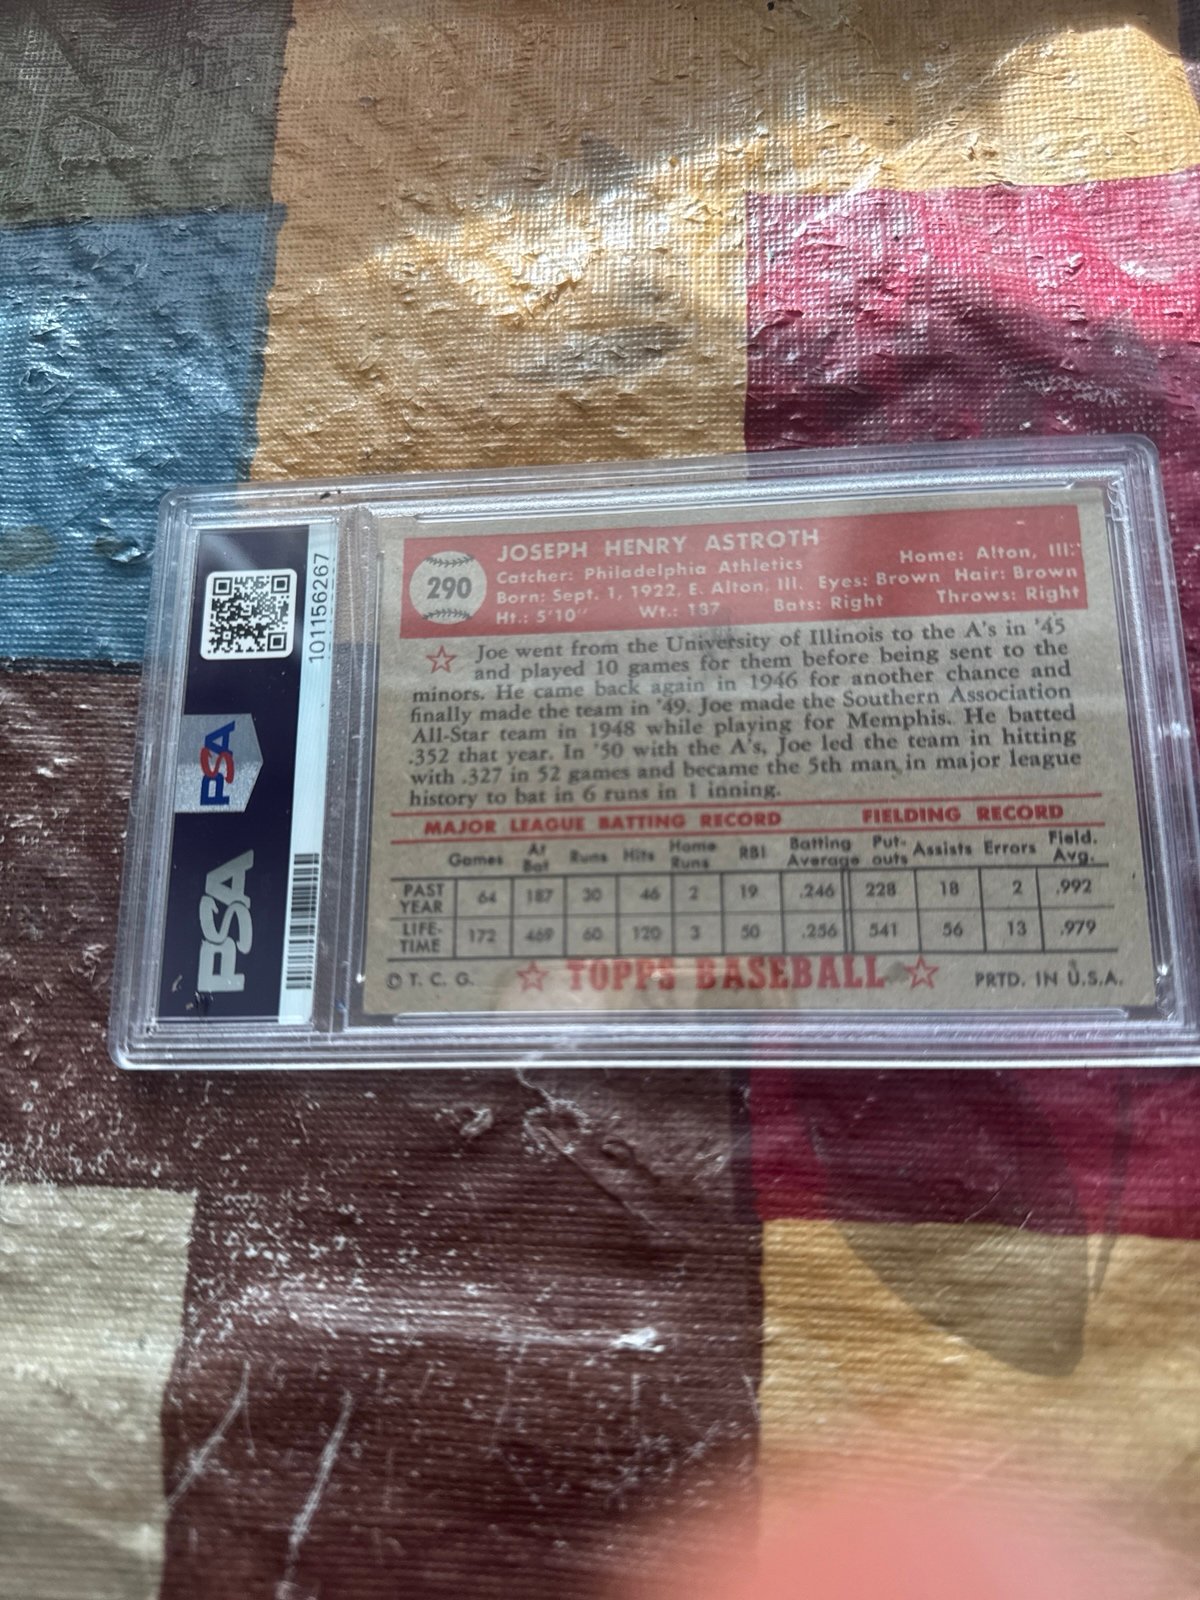 PSA
PSA
101156267
290
JOSEPH HENRY ASTROTH
Catcher: Philadelphia Athletics Home: Alton, Ill.
Born: Sept. 1, 1922, E. Alton, Ill. Eyes: Brown Hair: Brown
Ht.: 5'10" Wt.: 187 Bats: Right Throws: Right
Joe went from the University of Illinois to the A's in '45
and played 10 games for them before being sent to the
minors. He came back again in 1946 for another chance and
finally made the team in '49. Joe made the Southern Association
All-Star team in 1948 while playing for Memphis. He batted
.352 that year. In '50 with the A's, Joe led the team in hitting
with .327 in 52 games and became the 5th man in major league
history to bat in 6 runs in 1 inning.
MAJOR LEAGUE BATTING RECORD FIELDING RECORD
Games At Bat Runs Hits Home Runs RBI Batting Average Put-outs Assists Errors Field. Avg.
PAST YEAR 64 187 30 46 2 19 .246 228 18 2 .992
LIFE-TIME 172 469 60 120 3 50 .256 541 56 13 .979
© T. C. G. TOPPS BASEBALL PRTD. IN U.S.A.